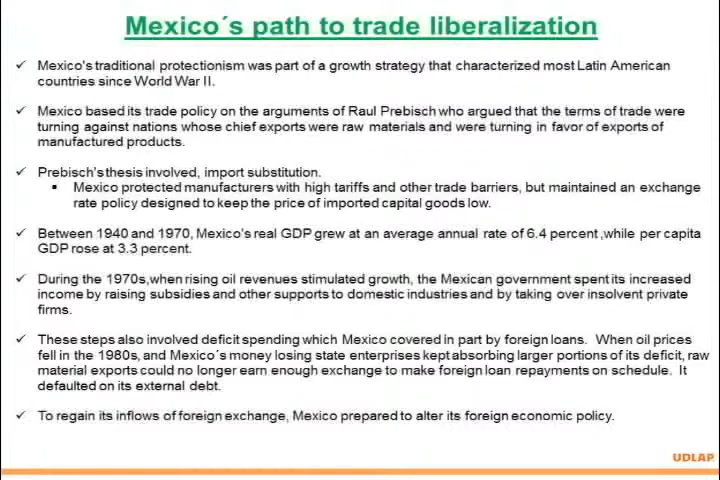 Mexico´s path to trade liberalization
✓ Mexico's traditional protectionism was part of a growth strategy that characterized most Latin American
countries since World War II.
✓ Mexico based its trade policy on the arguments of Raul Prebisch who argued that the terms of trade were
turning against nations whose chief exports were raw materials and were turning in favor of exports of
manufactured products.
✓ Prebisch's thesis involved, import substitution.
▪ Mexico protected manufacturers with high tariffs and other trade barriers, but maintained an exchange
rate policy designed to keep the price of imported capital goods low.
✓ Between 1940 and 1970, Mexico's real GDP grew at an average annual rate of 6.4 percent ,while per capita
GDP rose at 3.3 percent.
✓ During the 1970s,when rising oil revenues stimulated growth, the Mexican government spent its increased
income by raising subsidies and other supports to domestic industries and by taking over insolvent private
firms.
✓ These steps also involved deficit spending which Mexico covered in part by foreign loans. When oil prices
fell in the 1980s, and Mexico´s money losing state enterprises kept absorbing larger portions of its deficit, raw
material exports could no longer earn enough exchange to make foreign loan repayments on schedule. It
defaulted on its external debt.
✓ To regain its inflows of foreign exchange, Mexico prepared to alter its foreign economic policy.
UDLAP